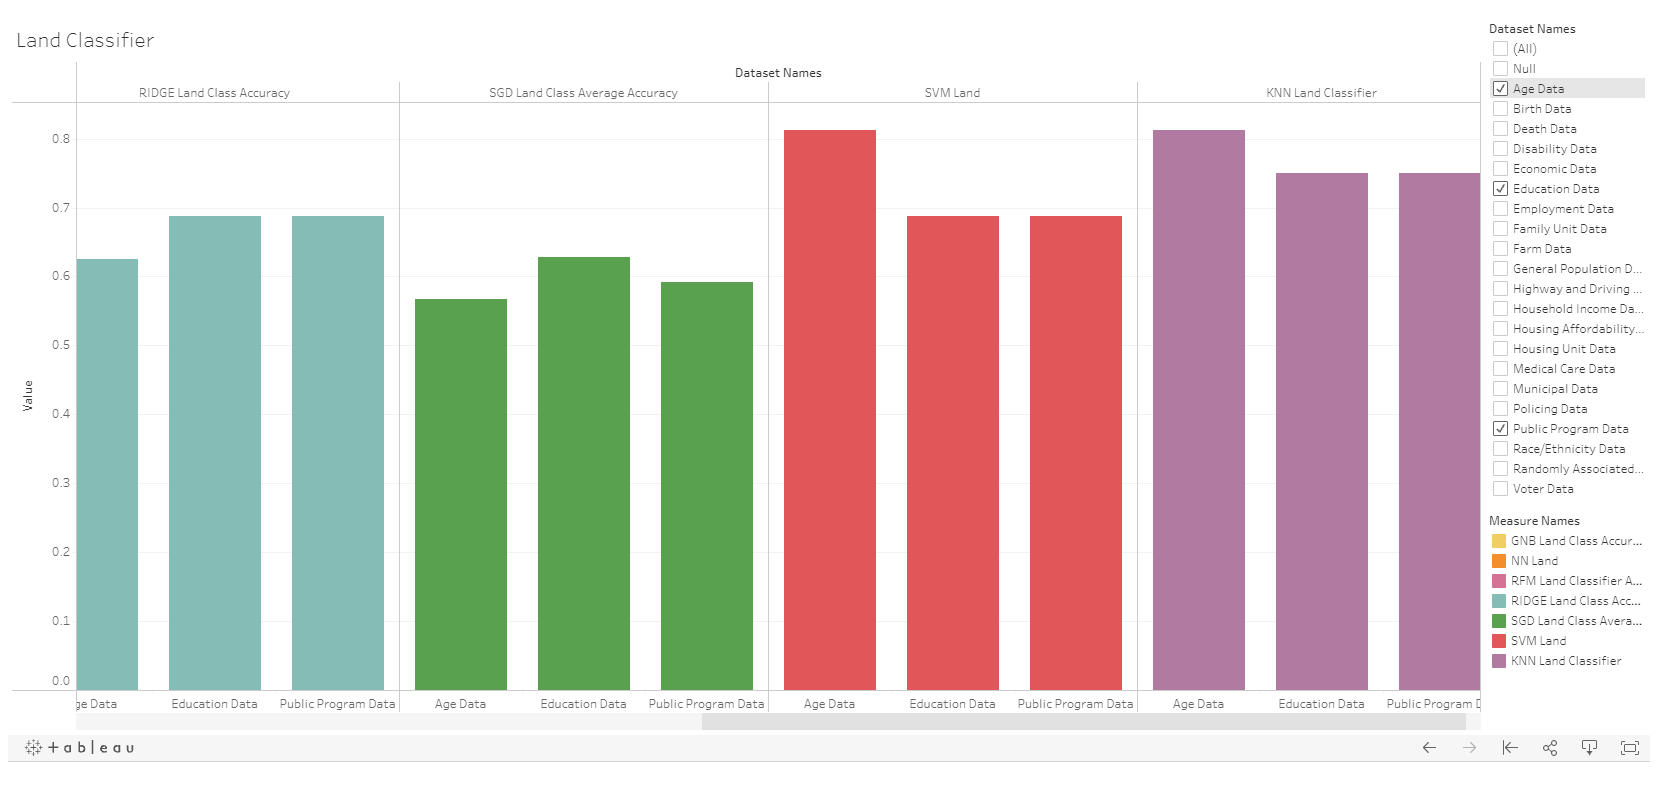 Land Classifier
Dataset Names
RIDGE Land Class Accuracy
SGD Land Class Average Accuracy
SVM Land
KNN Land Classifier
Value
0.8
0.7
0.6
0.5
0.4
0.3
0.2
0.1
0.0
ge Data
Education Data
Public Program Data
Age Data
Education Data
Public Program Data
Age Data
Education Data
Public Program Data
Age Data
Education Data
Public Program D
Dataset Names
(All)
Null
Age Data
Birth Data
Death Data
Disability Data
Economic Data
Education Data
Employment Data
Family Unit Data
Farm Data
General Population D...
Highway and Driving ...
Household Income Da...
Housing Affordability...
Housing Unit Data
Medical Care Data
Municipal Data
Policing Data
Public Program Data
Race/Ethnicity Data
Randomly Associated...
Voter Data
Measure Names
GNB Land Class Accur...
NN Land
RFM Land Classifier A...
RIDGE Land Class Acc...
SGD Land Class Avera...
SVM Land
KNN Land Classifier
+ableau